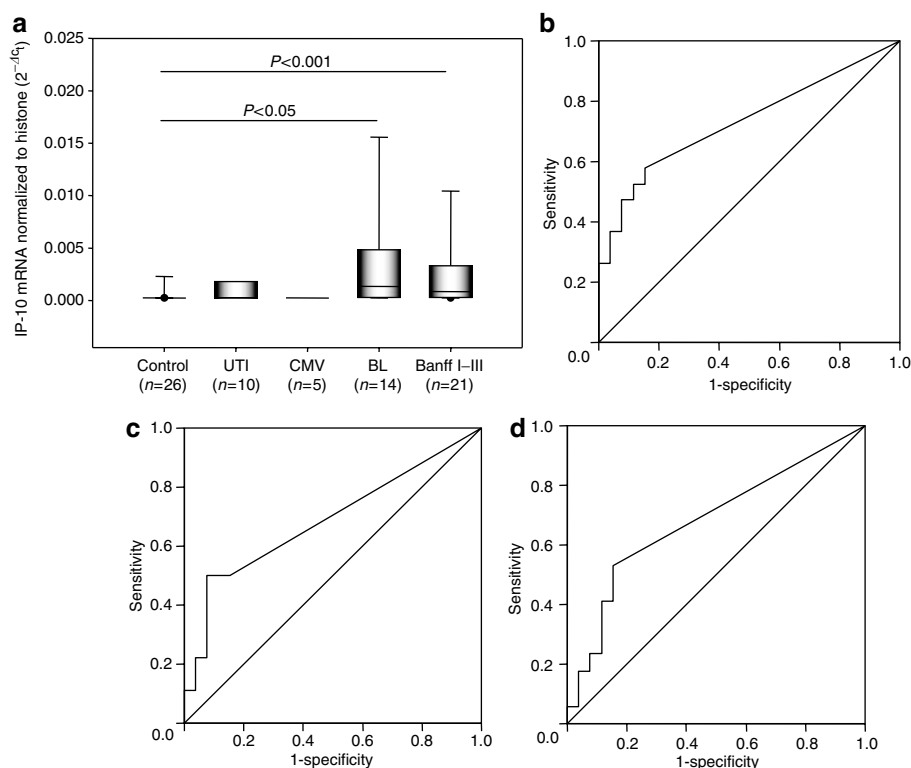 a
IP-10 mRNA normalized to histone (2^−Δct)
0.025
0.020
0.015
0.010
0.005
0.000
P<0.001
P<0.05
Control UTI CMV BL Banff I–III
(n=26) (n=10) (n=5) (n=14) (n=21)
b
Sensitivity
1.0
0.8
0.6
0.4
0.2
0.0
0.2 0.4 0.6 0.8 1.0
1-specificity
c
Sensitivity
1.0
0.8
0.6
0.4
0.2
0.0
0.2 0.4 0.6 0.8 1.0
1-specificity
d
Sensitivity
1.0
0.8
0.6
0.4
0.2
0.0
0.2 0.4 0.6 0.8 1.0
1-specificity